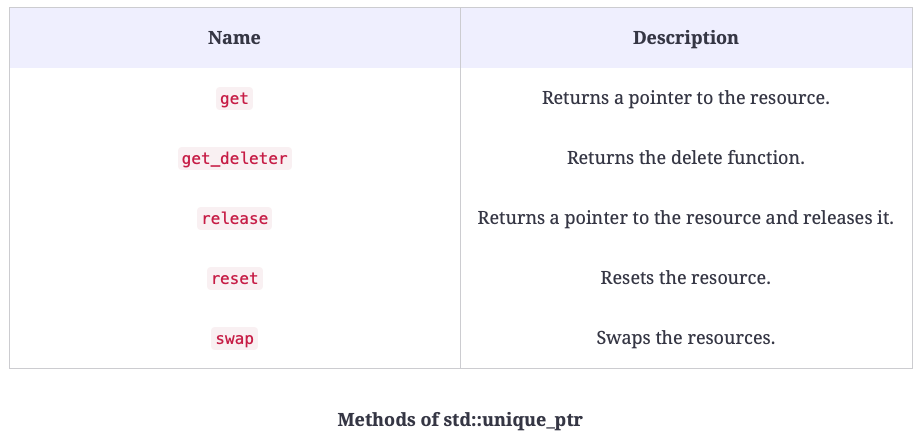 Name Description
get Returns a pointer to the resource.
get_deleter Returns the delete function.
release Returns a pointer to the resource and releases it.
reset Resets the resource.
swap Swaps the resources.
Methods of std::unique_ptr